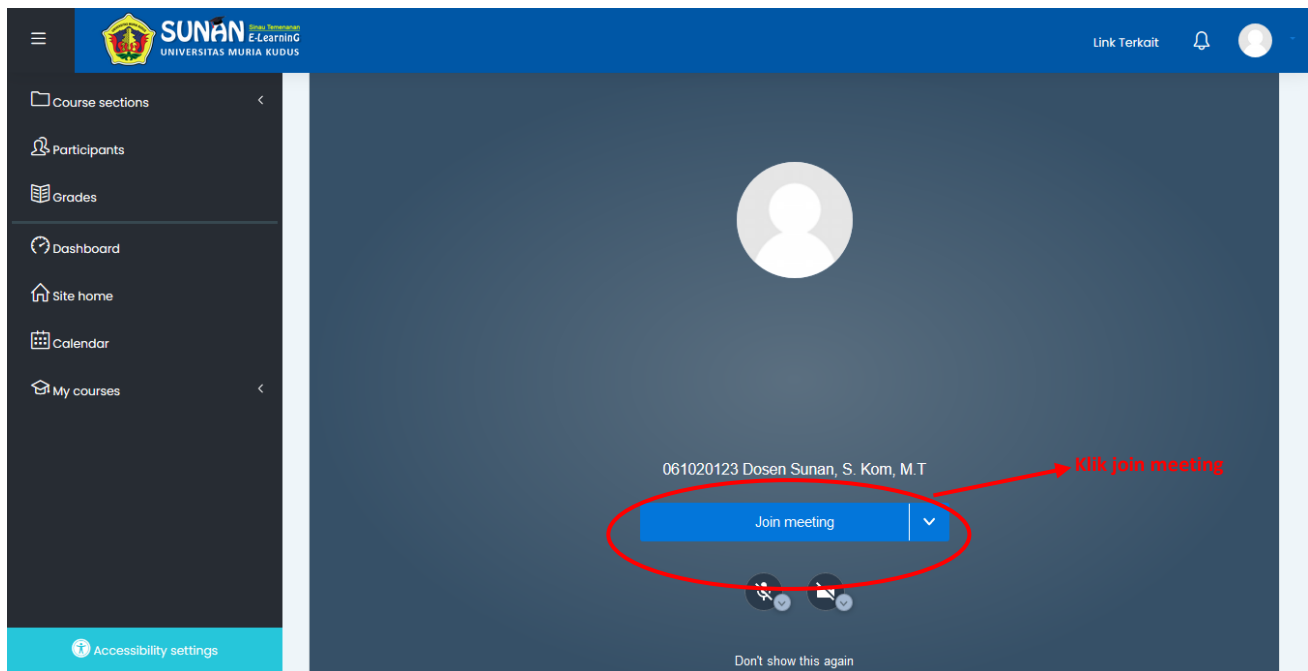 SUNAN Sinau Temenanan
E-LearninG
UNIVERSITAS MURIA KUDUS
Link Terkait
Course sections
Participants
Grades
Dashboard
Site home
Calendar
My courses
Accessibility settings
061020123 Dosen Sunan, S. Kom, M.T
Klik join meeting
Join meeting
Don't show this again